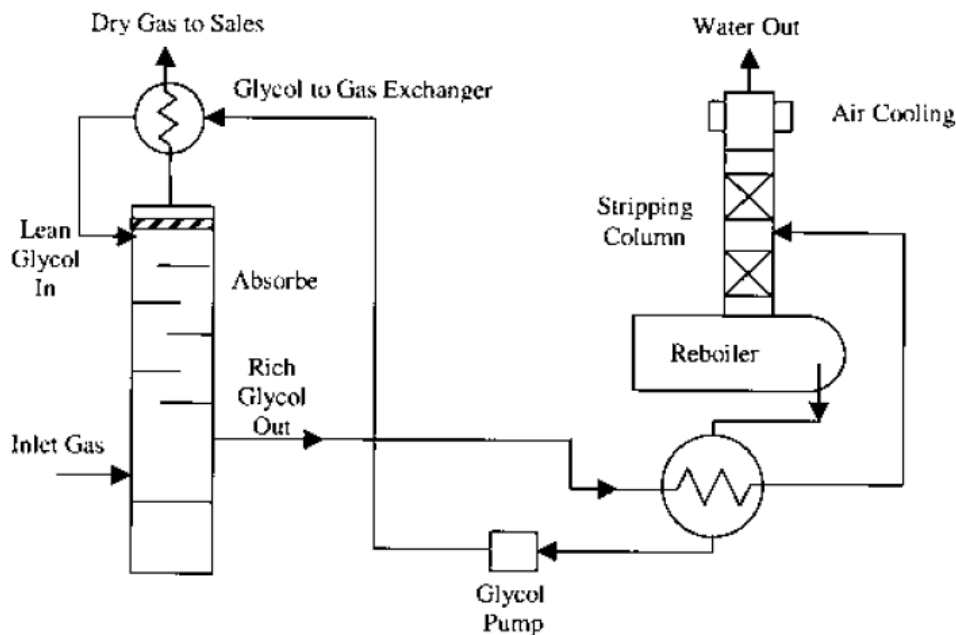 Dry Gas to Sales
Water Out
Glycol to Gas Exchanger
Air Cooling
Lean
Glycol
In
Absorbe
Stripping
Column
Reboiler
Rich
Glycol
Out
Inlet Gas
Glycol
Pump